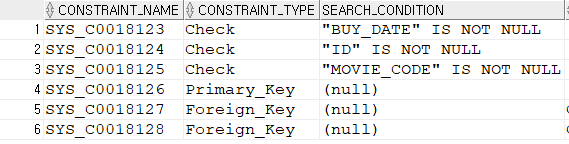 CONSTRAINT_NAME CONSTRAINT_TYPE SEARCH_CONDITION
1 SYS_C0018123 Check "BUY_DATE" IS NOT NULL
2 SYS_C0018124 Check "ID" IS NOT NULL
3 SYS_C0018125 Check "MOVIE_CODE" IS NOT NULL
4 SYS_C0018126 Primary_Key (null)
5 SYS_C0018127 Foreign_Key (null)
6 SYS_C0018128 Foreign_Key (null)